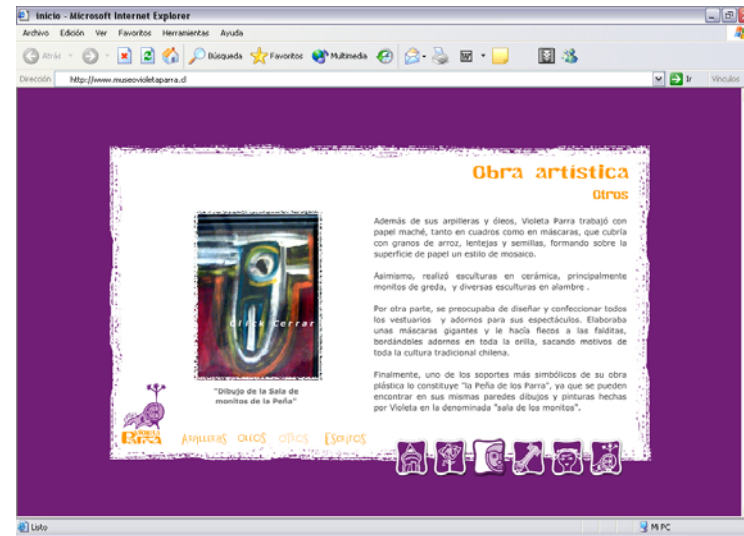 inicio - Microsoft Internet Explorer
Archivo Edición Ver Favoritos Herramientas Ayuda
Atrás Búsqueda Favoritos Multimedia
Dirección http://www.museovioletaparra.cl Ir Vínculos
Obra artística
Otros
Además de sus arpilleras y óleos, Violeta Parra trabajó con
papel maché, tanto en cuadros como en máscaras, que cubría
con granos de arroz, lentejas y semillas, formando sobre la
superficie de papel un estilo de mosaico.
Asimismo, realizó esculturas en cerámica, principalmente
monitos de greda, y diversas esculturas en alambre .
Por otra parte, se preocupaba de diseñar y confeccionar todos
los vestuarios y adornos para sus espectáculos. Elaboraba
unas máscaras gigantes y le hacía flecos a las falditas,
bordándoles adornos en toda la orilla, sacando motivos de
toda la cultura tradicional chilena.
Finalmente, uno de los soportes más simbólicos de su obra
plástica lo constituye "la Peña de los Parra", ya que se pueden
encontrar en sus mismas paredes dibujos y pinturas hechas
por Violeta en la denominada "sala de los monitos".
Click Cerrar
"Dibujo de la Sala de
monitos de la Peña"
Violeta
Parra
Arpilleras Oleos Otros Escritos
Listo Mi PC